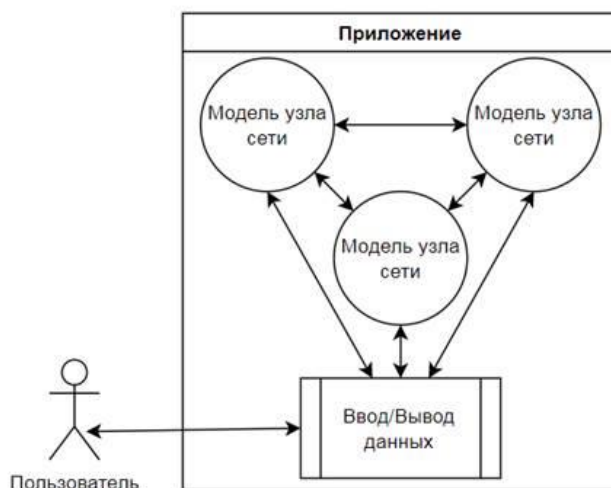 Приложение
Модель узла
сети
Модель узла
сети
Модель узла
сети
Ввод/Вывод
данных
Пользователь